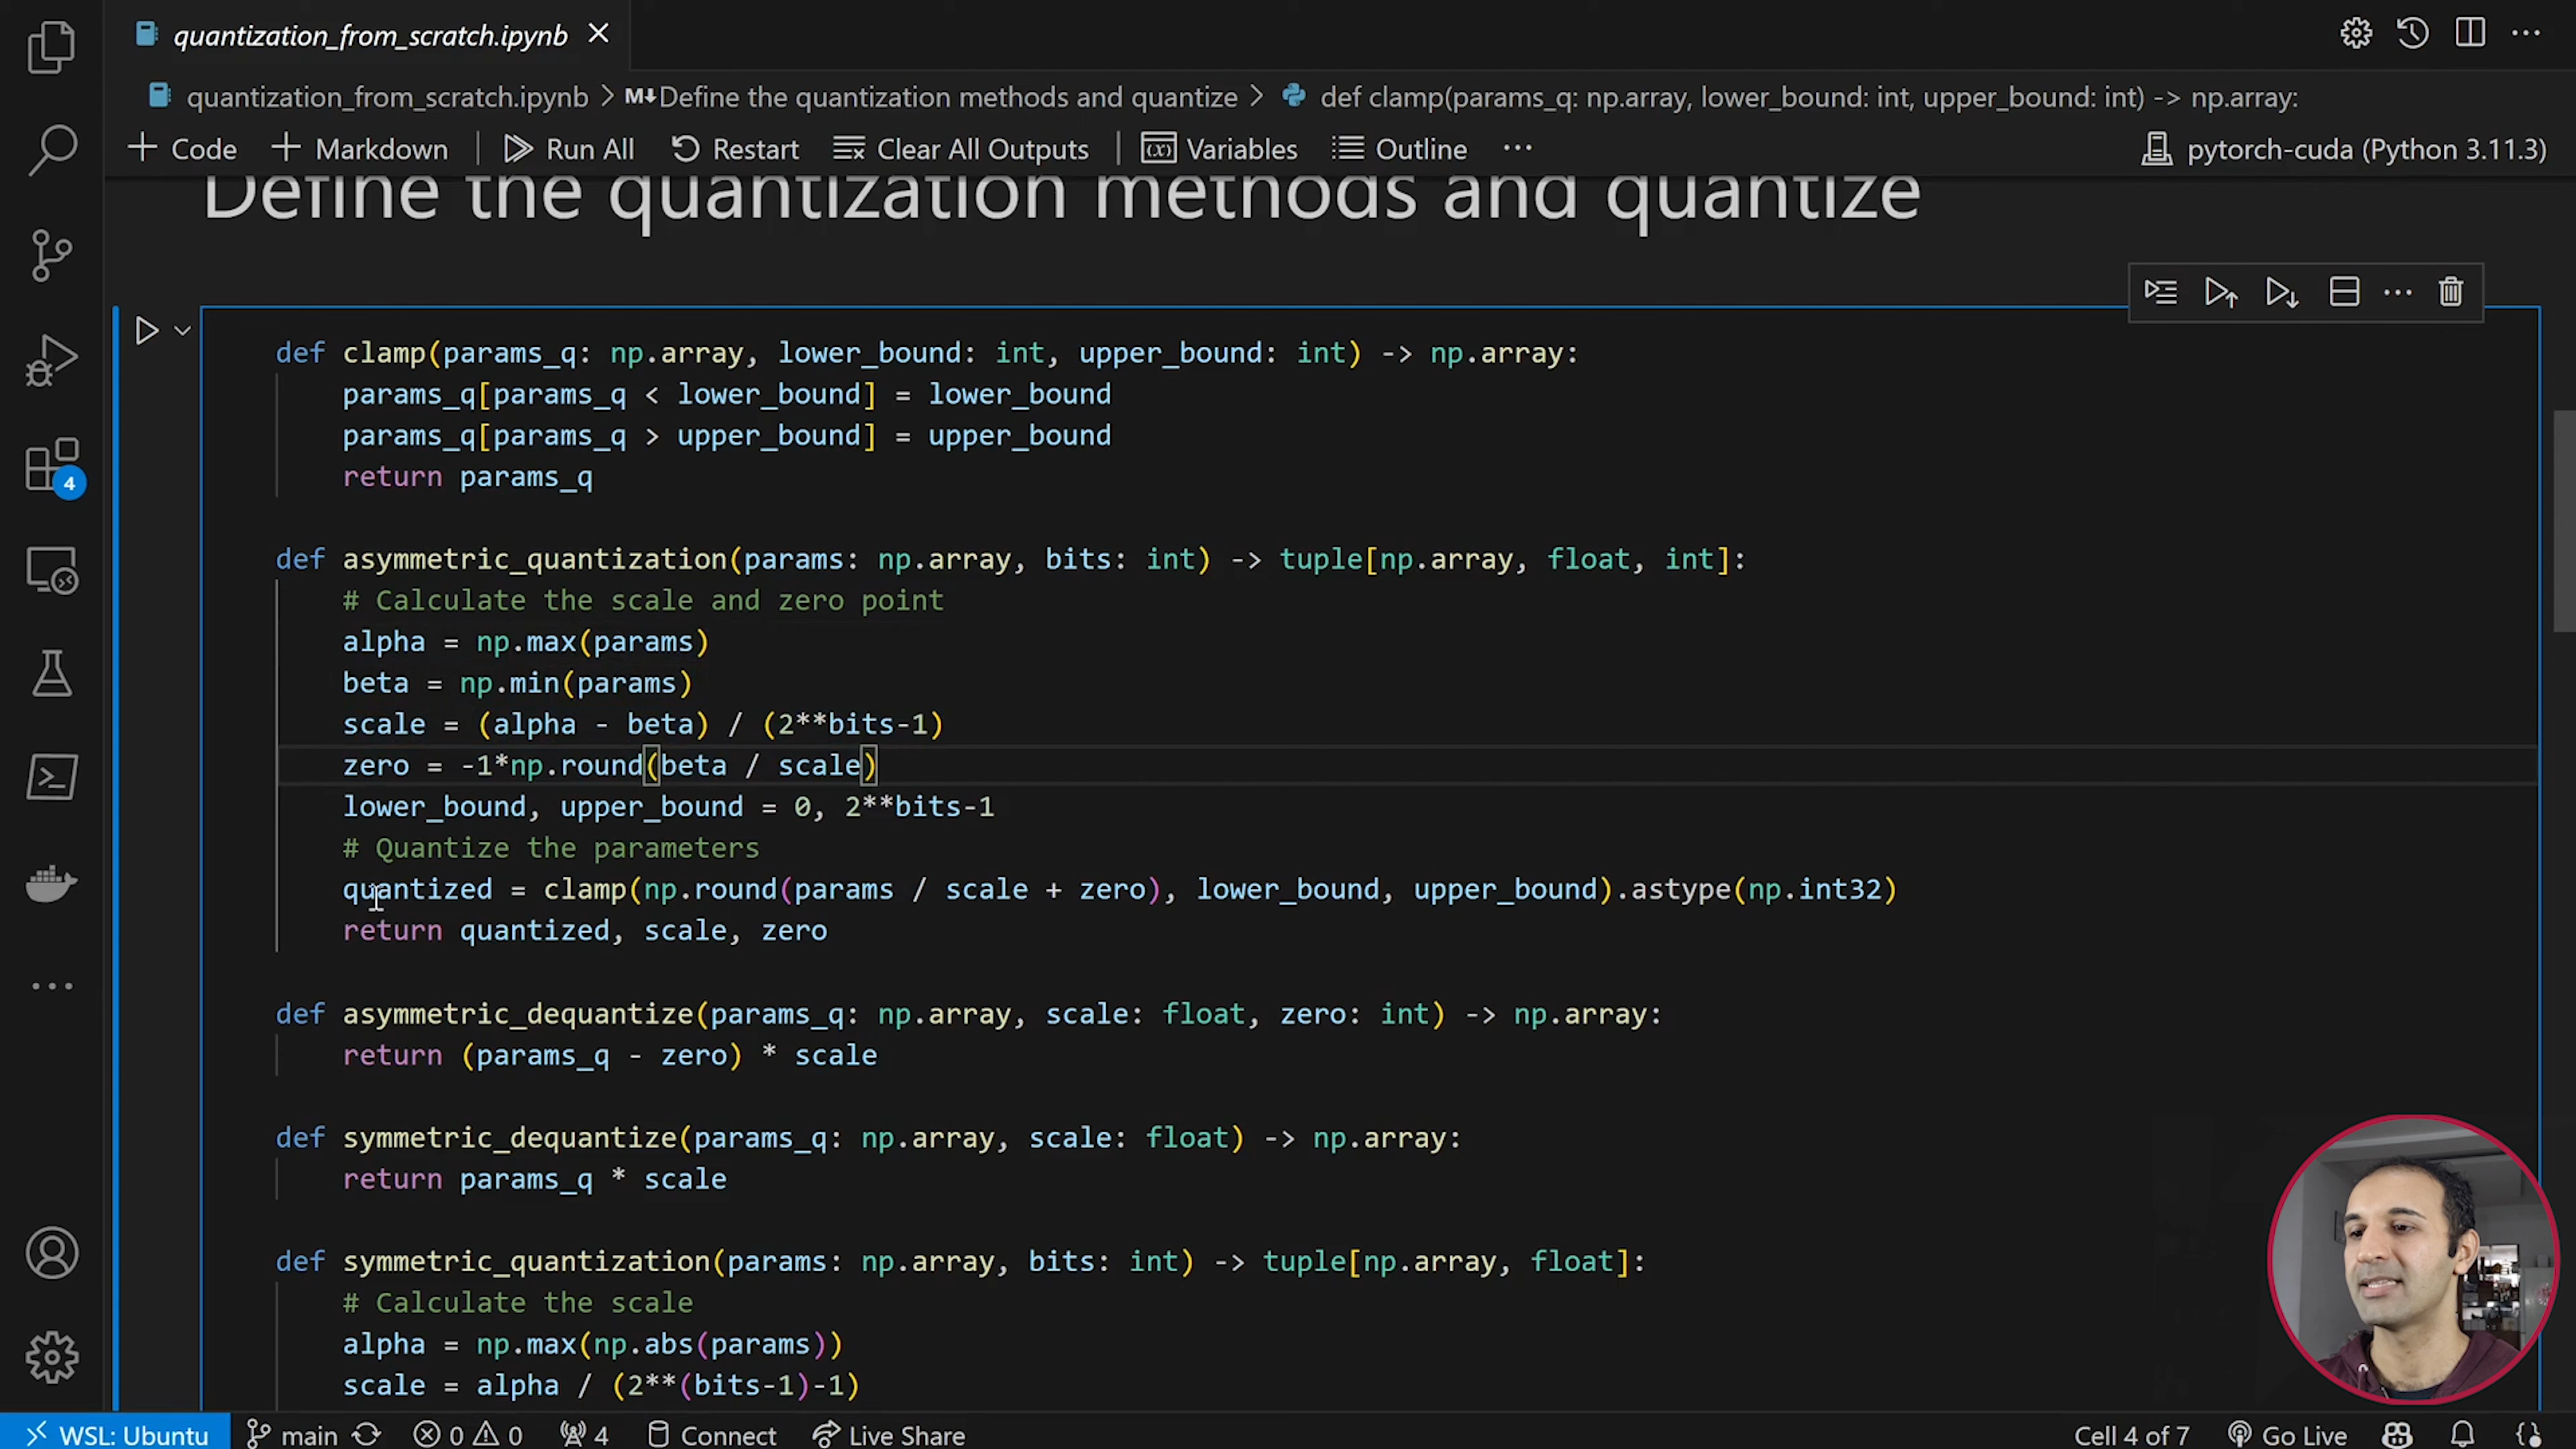 quantization_from_scratch.ipynb
quantization_from_scratch.ipynb > M↓Define the quantization methods and quantize > def clamp(params_q: np.array, lower_bound: int, upper_bound: int) -> np.array:
+ Code + Markdown Run All Restart Clear All Outputs (x) Variables Outline ··· pytorch-cuda (Python 3.11.3)
Define the quantization methods and quantize
def clamp(params_q: np.array, lower_bound: int, upper_bound: int) -> np.array:
params_q[params_q < lower_bound] = lower_bound
params_q[params_q > upper_bound] = upper_bound
return params_q
def asymmetric_quantization(params: np.array, bits: int) -> tuple[np.array, float, int]:
# Calculate the scale and zero point
alpha = np.max(params)
beta = np.min(params)
scale = (alpha - beta) / (2**bits-1)
zero = -1*np.round(beta / scale)
lower_bound, upper_bound = 0, 2**bits-1
# Quantize the parameters
quantized = clamp(np.round(params / scale + zero), lower_bound, upper_bound).astype(np.int32)
return quantized, scale, zero
def asymmetric_dequantize(params_q: np.array, scale: float, zero: int) -> np.array:
return (params_q - zero) * scale
def symmetric_dequantize(params_q: np.array, scale: float) -> np.array:
return params_q * scale
def symmetric_quantization(params: np.array, bits: int) -> tuple[np.array, float]:
# Calculate the scale
alpha = np.max(np.abs(params))
scale = alpha / (2**(bits-1)-1)
4
WSL: Ubuntu main 0 0 4 Connect Live Share Cell 4 of 7 Go Live